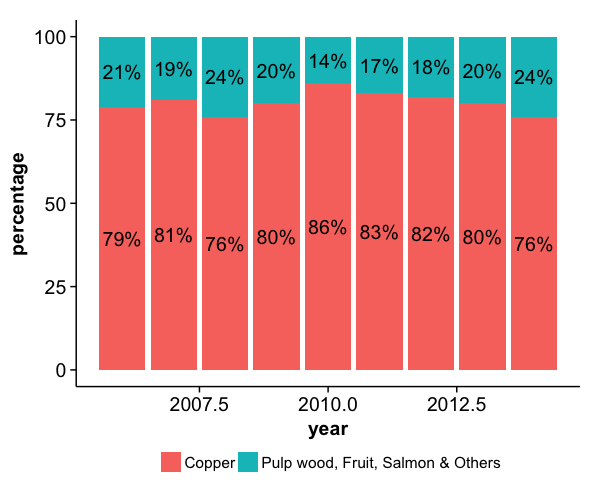 100
75
50
25
0
percentage
21% 19% 24% 20% 14% 17% 18% 20% 24%
79% 81% 76% 80% 86% 83% 82% 80% 76%
2007.5 2010.0 2012.5
year
Copper Pulp wood, Fruit, Salmon & Others